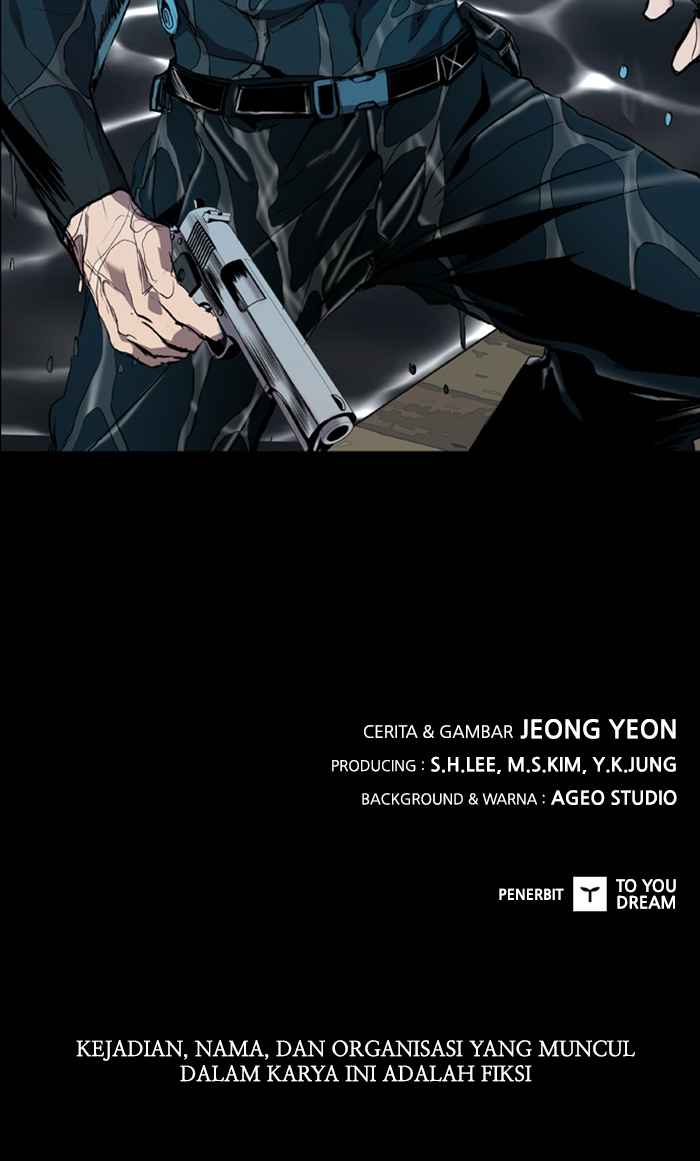 CERITA & GAMBAR JEONG YEON
PRODUCING : S.H.LEE, M.S.KIM, Y.K.JUNG
BACKGROUND & WARNA : AGEO STUDIO
PENERBIT TO YOU
DREAM
KEJADIAN, NAMA, DAN ORGANISASI YANG MUNCUL
DALAM KARYA INI ADALAH FIKSI